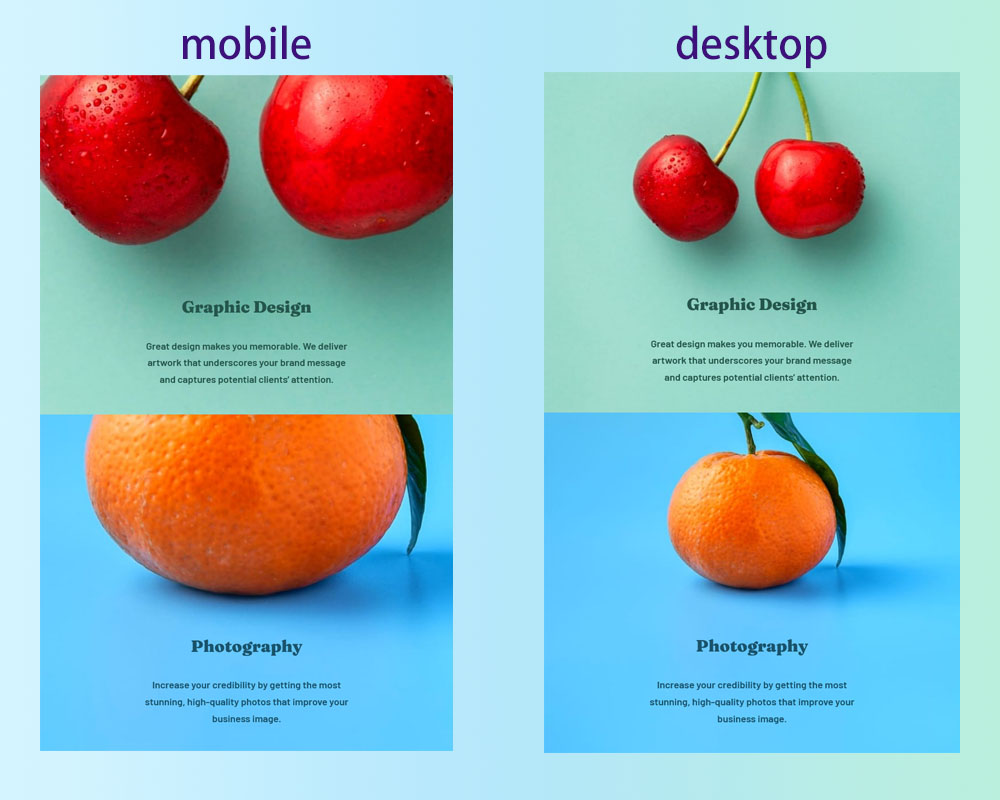 mobile
Graphic Design
Great design makes you memorable. We deliver
artwork that underscores your brand message
and captures potential clients' attention.
Photography
Increase your credibility by getting the most
stunning, high-quality photos that improve your
business image.
desktop
Graphic Design
Great design makes you memorable. We deliver
artwork that underscores your brand message
and captures potential clients' attention.
Photography
Increase your credibility by getting the most
stunning, high-quality photos that improve your
business image.